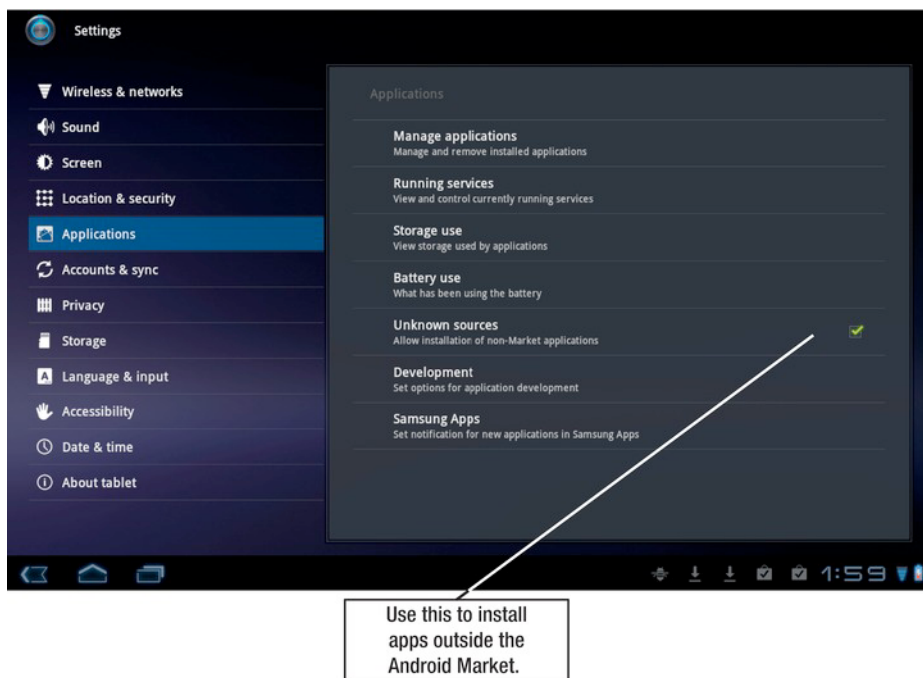 Settings
Wireless & networks
Sound
Screen
Location & security
Applications
Accounts & sync
Privacy
Storage
Language & input
Accessibility
Date & time
About tablet
Applications
Manage applications
Manage and remove installed applications
Running services
View and control currently running services
Storage use
View storage used by applications
Battery use
What has been using the battery
Unknown sources
Allow installation of non-Market applications
Development
Set options for application development
Samsung Apps
Set notification for new applications in Samsung Apps
1:59
Use this to install
apps outside the
Android Market.